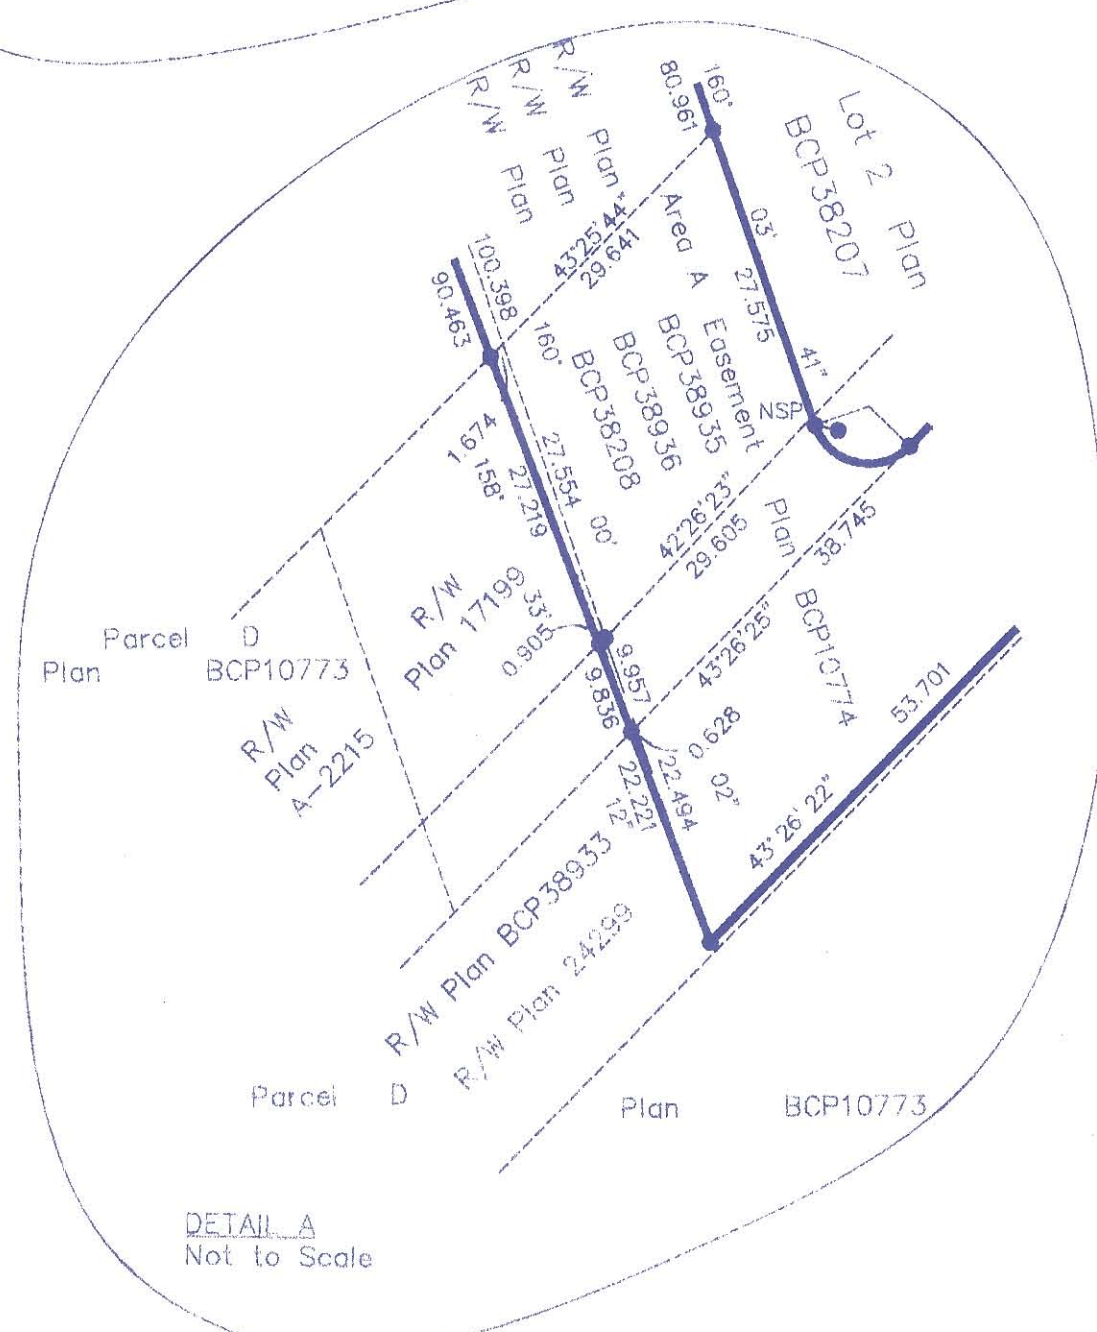 Lot 2 Plan
BCP38207
160°
80.961
03'
27.575
41"
NSP
R/W Plan
R/W Plan
R/W Plan
43°25'44"
29.641
Area A Easement
BCP38935
BCP38936
BCP38208
100.398
90.463
160°
27.554
00'
1.674
158°
27.219
42°26'23"
29.605
Plan BCP10774
38.745
43°26'25"
R/W
Plan 17199
33'
0.905
9.957
9.836
0.628
02"
22.494
22.221
12"
53.701
43°26'22"
Parcel D
Plan BCP10773
R/W
Plan
A-2215
R/W Plan BCP38933
R/W Plan 24299
Parcel D Plan BCP10773
DETAIL A
Not to Scale